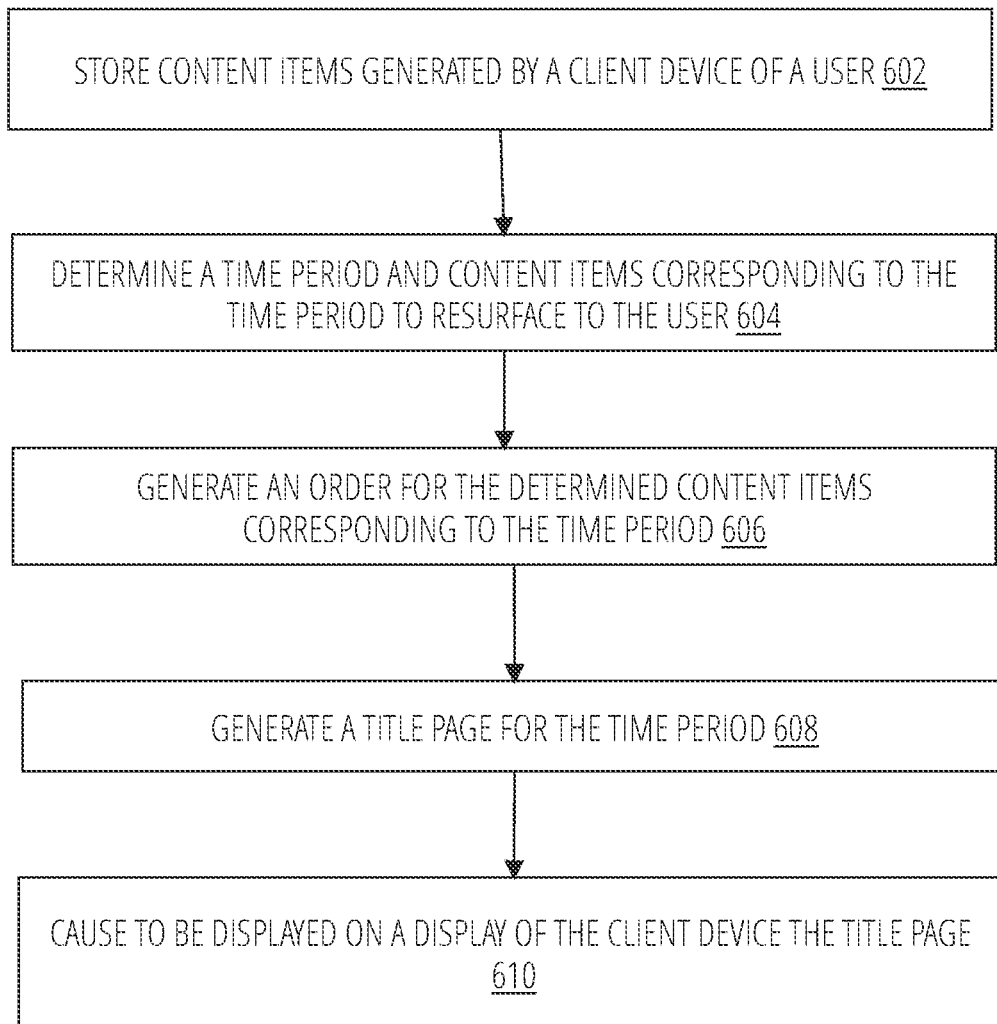 STORE CONTENT ITEMS GENERATED BY A CLIENT DEVICE OF A USER 602
DETERMINE A TIME PERIOD AND CONTENT ITEMS CORRESPONDING TO THE
TIME PERIOD TO RESURFACE TO THE USER 604
GENERATE AN ORDER FOR THE DETERMINED CONTENT ITEMS
CORRESPONDING TO THE TIME PERIOD 606
GENERATE A TITLE PAGE FOR THE TIME PERIOD 608
CAUSE TO BE DISPLAYED ON A DISPLAY OF THE CLIENT DEVICE THE TITLE PAGE
610